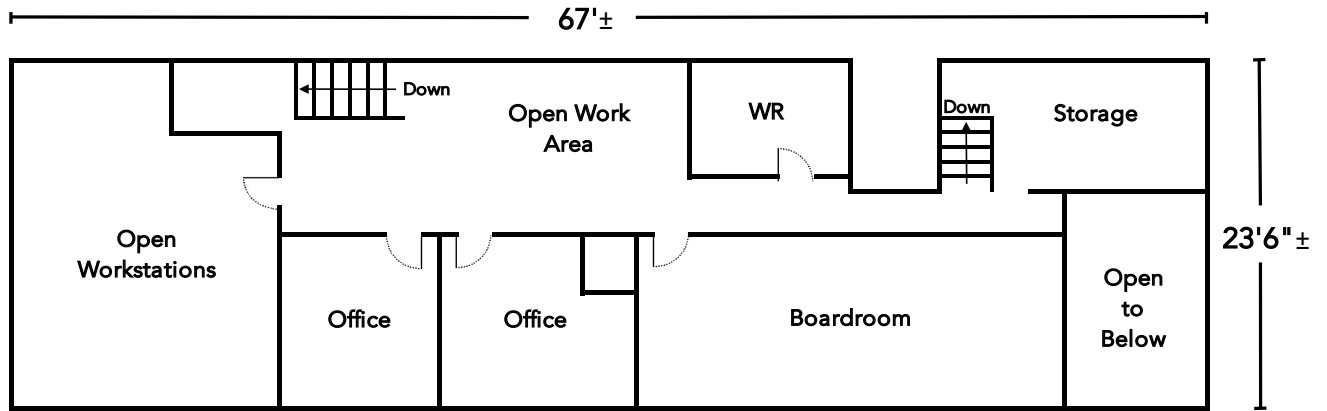 67'±
Down
Open Work
Area
WR
Down
Storage
Open
Workstations
23'6"±
Office
Office
Boardroom
Open
to
Below